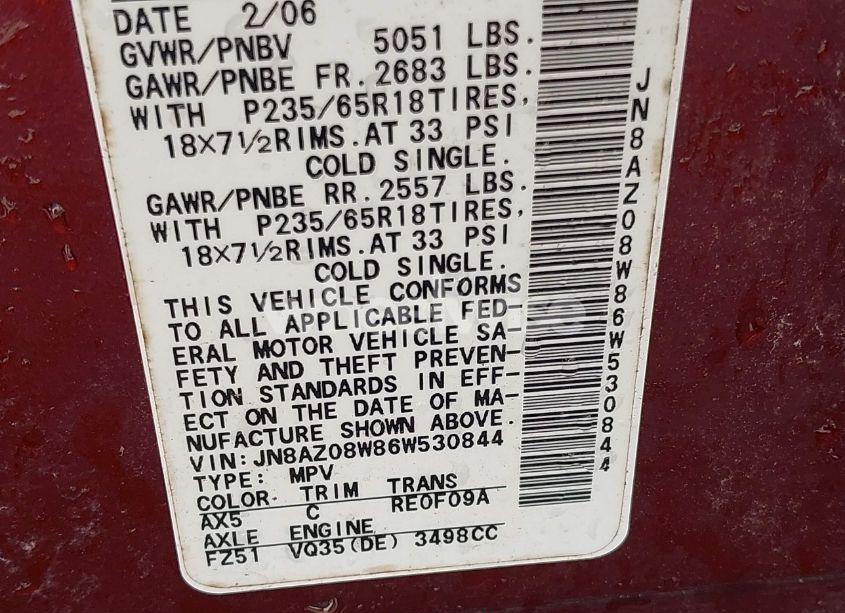 DATE 2/06
GVWR/PNBV 5051 LBS.
GAWR/PNBE FR. 2683 LBS.
WITH P235/65R18TIRES,
18×7½RIMS.AT 33 PSI
COLD SINGLE.
GAWR/PNBE RR. 2557 LBS.
WITH P235/65R18TIRES,
18×7½RIMS.AT 33 PSI
COLD SINGLE.
THIS VEHICLE CONFORMS
TO ALL APPLICABLE FED-
ERAL MOTOR VEHICLE SA-
FETY AND THEFT PREVEN-
TION STANDARDS IN EFF-
ECT ON THE DATE OF MA-
NUFACTURE SHOWN ABOVE.
VIN:JN8AZ08W86W530844
TYPE: MPV
COLOR TRIM TRANS
AX5 C RE0F09A
AXLE ENGINE
FZ51 VQ35(DE) 3498CC
JN8AZ08W86W530844